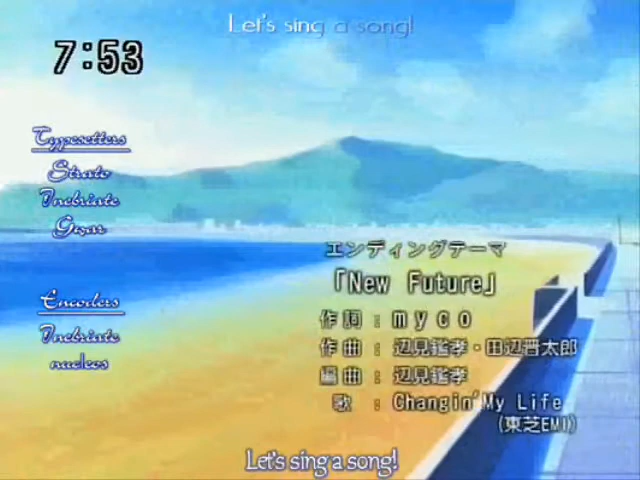 Let's sing a song!
7:53
Typesetters
Strato
Inebriate
Gesar
Encoders
Inebriate
nucleos
エンディングテーマ
「New Future」
作詞：myco
作曲：辺見鑑孝・田辺晋太郎
編曲：辺見鑑孝
歌：Changin'My Life
(東芝EMI)
Let's sing a song!